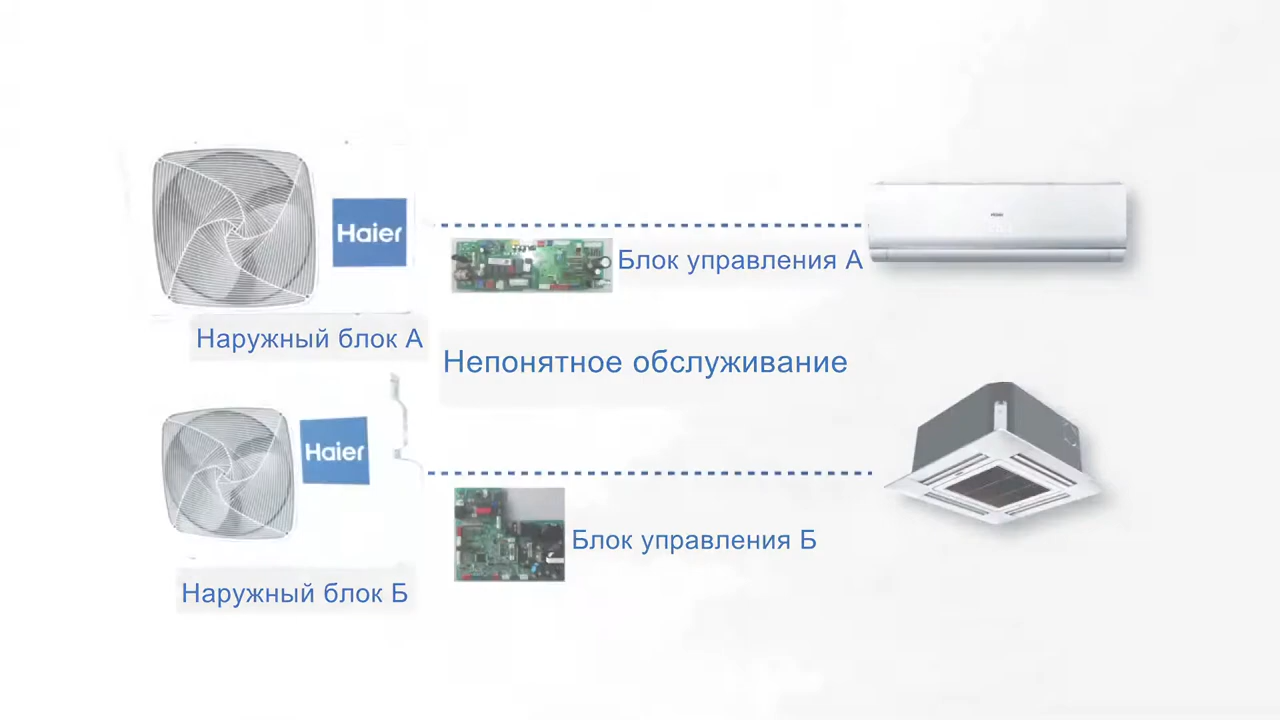 Haier
Блок управления А
Наружный блок А
Непонятное обслуживание
Haier
Блок управления Б
Наружный блок Б